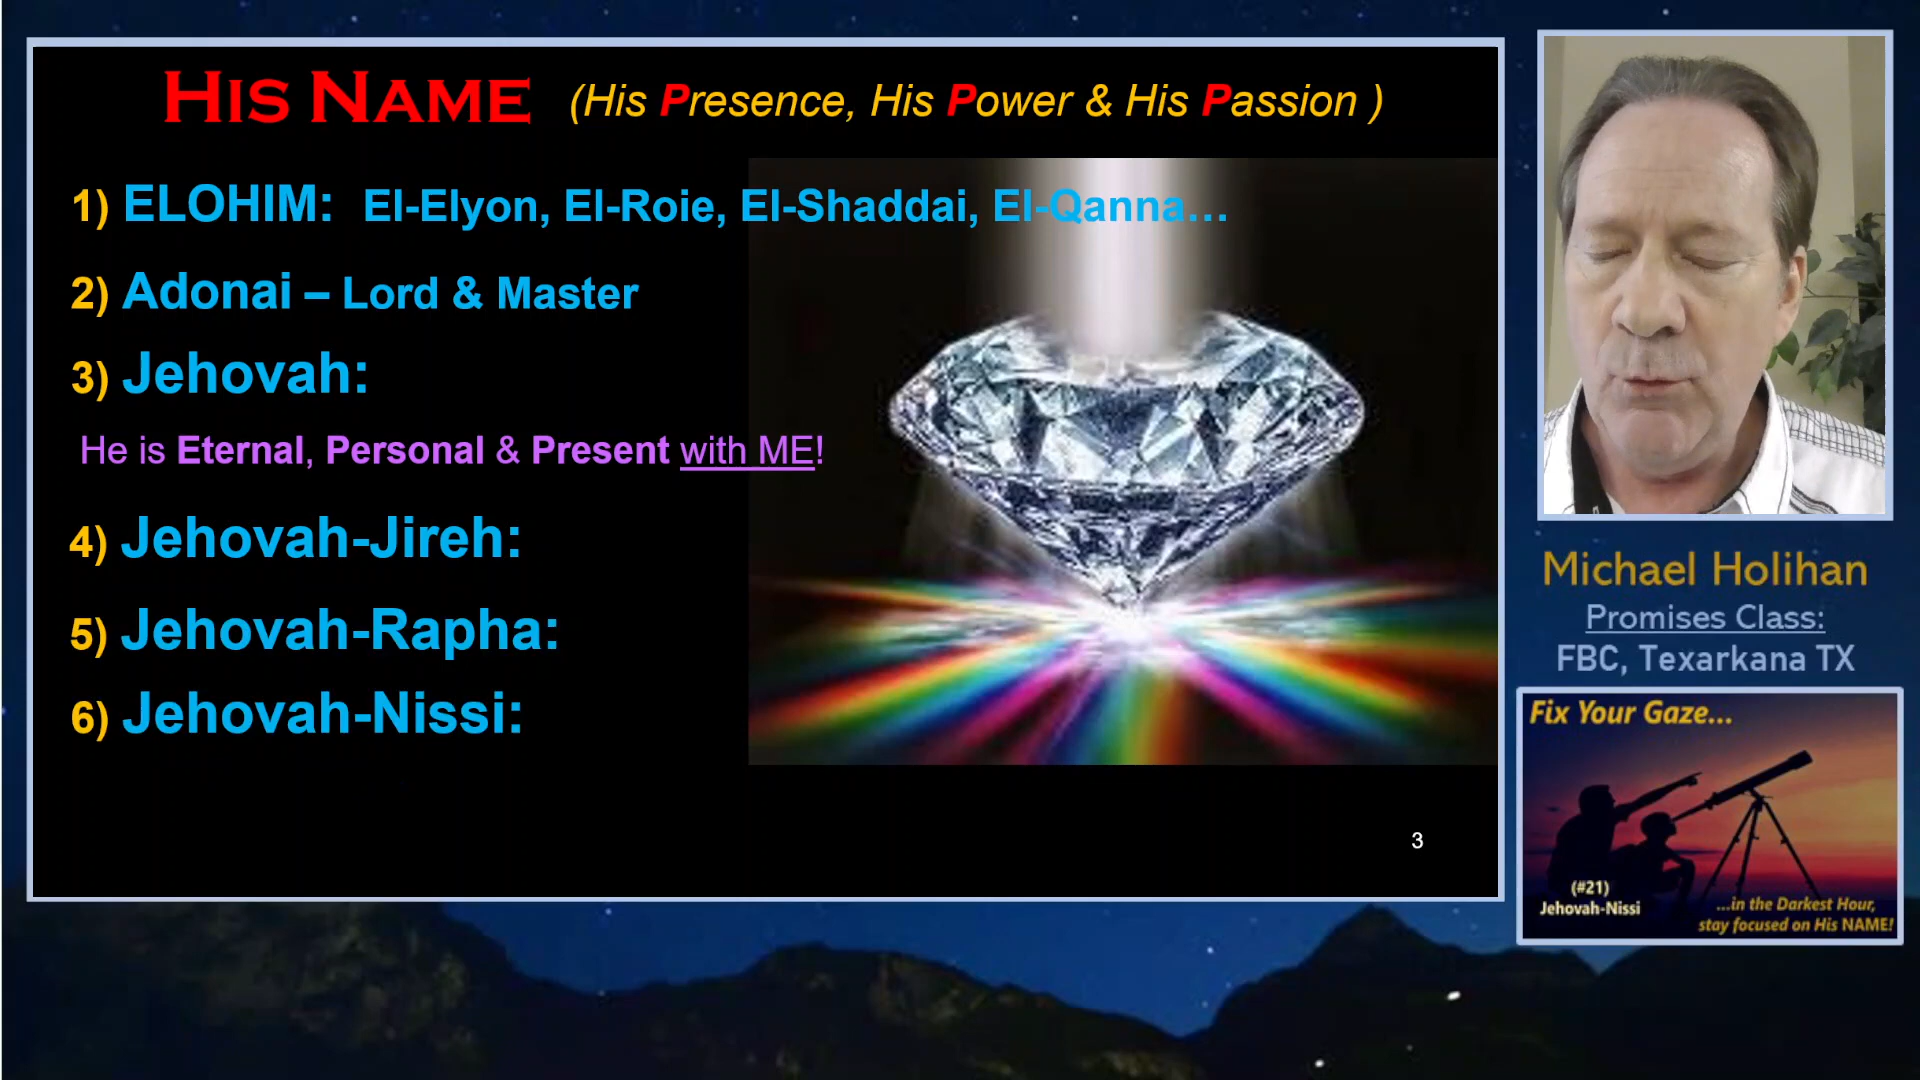 HIS NAME (His Presence, His Power & His Passion )
1) ELOHIM: El-Elyon, El-Roie, El-Shaddai, El-Qanna...
2) Adonai – Lord & Master
3) Jehovah:
He is Eternal, Personal & Present with ME!
4) Jehovah-Jireh:
5) Jehovah-Rapha:
6) Jehovah-Nissi:
3
Michael Holihan
Promises Class:
FBC, Texarkana TX
Fix Your Gaze...
(#21)
Jehovah-Nissi
...in the Darkest Hour,
stay focused on His NAME!